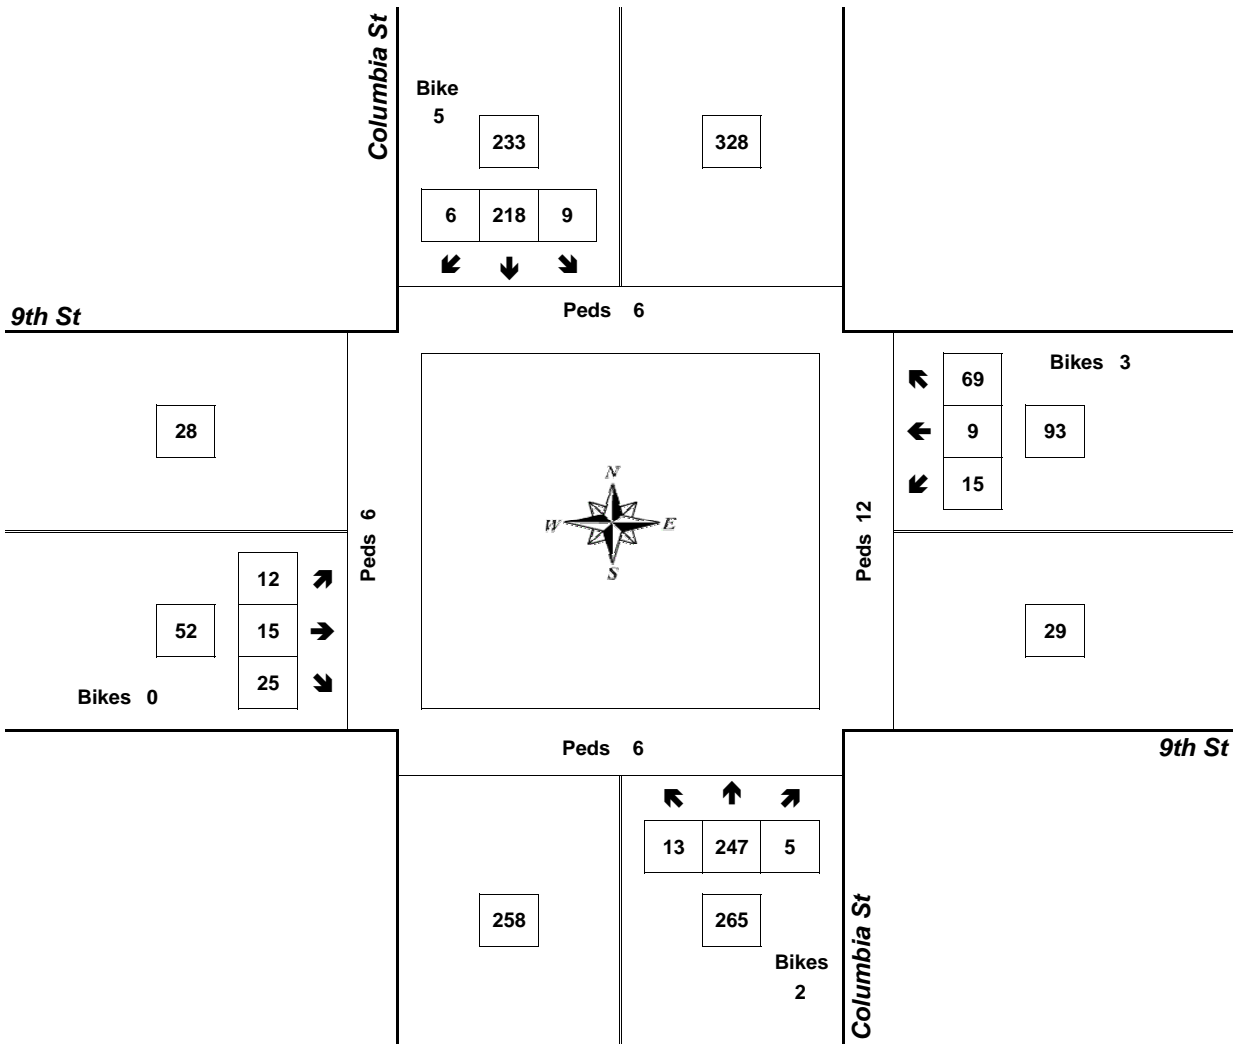 Columbia St
Bike
5
233
328
6 218 9
Peds 6
9th St
69
Bikes 3
28
9 93
15
N
W E
S
Peds 6
Peds 12
12
52 15
29
25
Bikes 0
Peds 6
9th St
13 247 5
258
265
Bikes
2
Columbia St